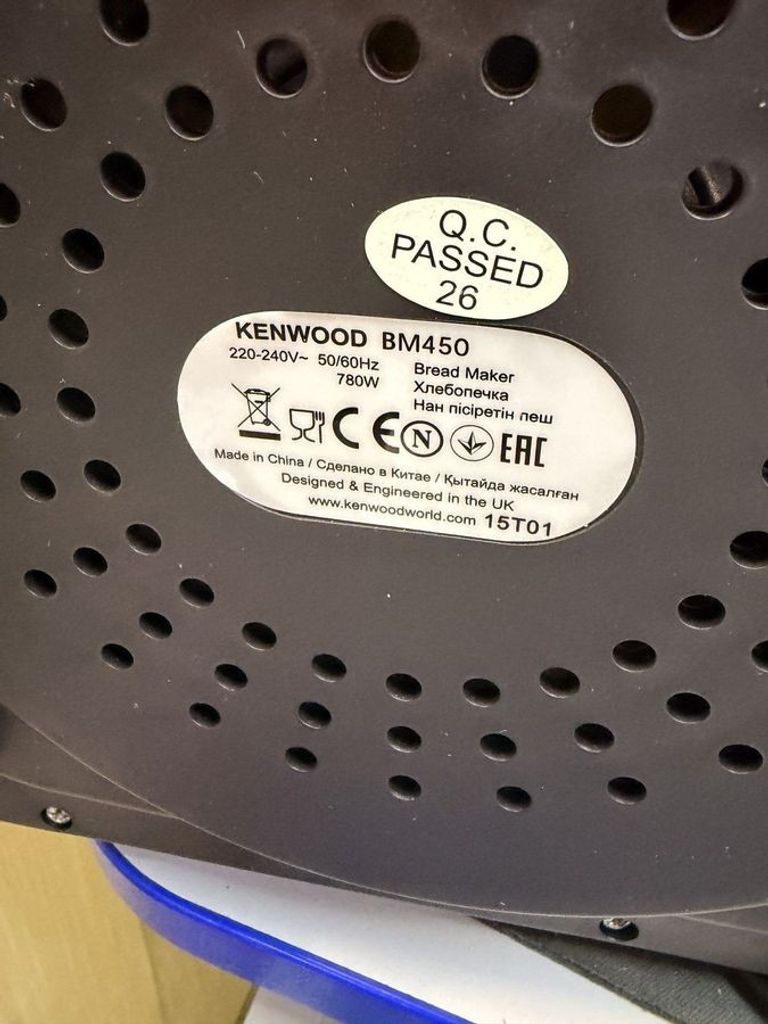 Q.C.
PASSED
26
KENWOOD BM450
220-240V~ 50/60Hz
780W
Bread Maker
Хлебопечка
Нан пісіретін пеш
CE N EAC
Made in China / Сделано в Китае / Қытайда жасалған
Designed & Engineered in the UK
www.kenwoodworld.com 15T01